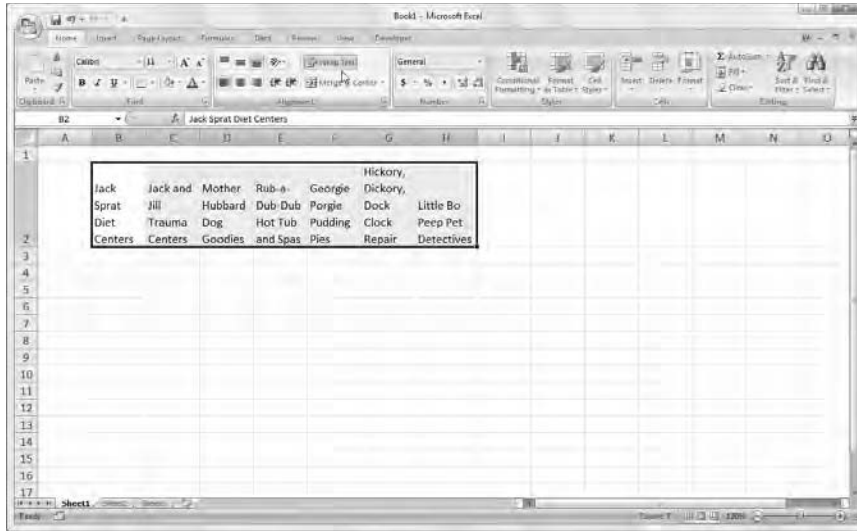 Book1 - Microsoft Excel
Home Insert Page Layout Formulas Data Review View Developer
Calibri 11 A A Wrap Text General AutoSum
Paste B I U A Merge & Center $ % , Conditional Formatting Format as Table Cell Styles Insert Delete Format Fill Clear Sort & Filter Find & Select
Clipboard Font Alignment Number Styles Cells Editing
B2 fx Jack Sprat Diet Centers
A B C D E F G H I J K L M N O
1
Hickory,
Jack Jack and Mother Rub-a- Georgie Dickory,
Sprat Jill Hubbard Dub-Dub Porgie Dock Little Bo
Diet Trauma Dog Hot Tub Pudding Clock Peep Pet
2 Centers Centers Goodies and Spas Pies Repair Detectives
3
4
5
6
7
8
9
10
11
12
13
14
15
16
17
Sheet1 Sheet2 Sheet3
Ready 120%